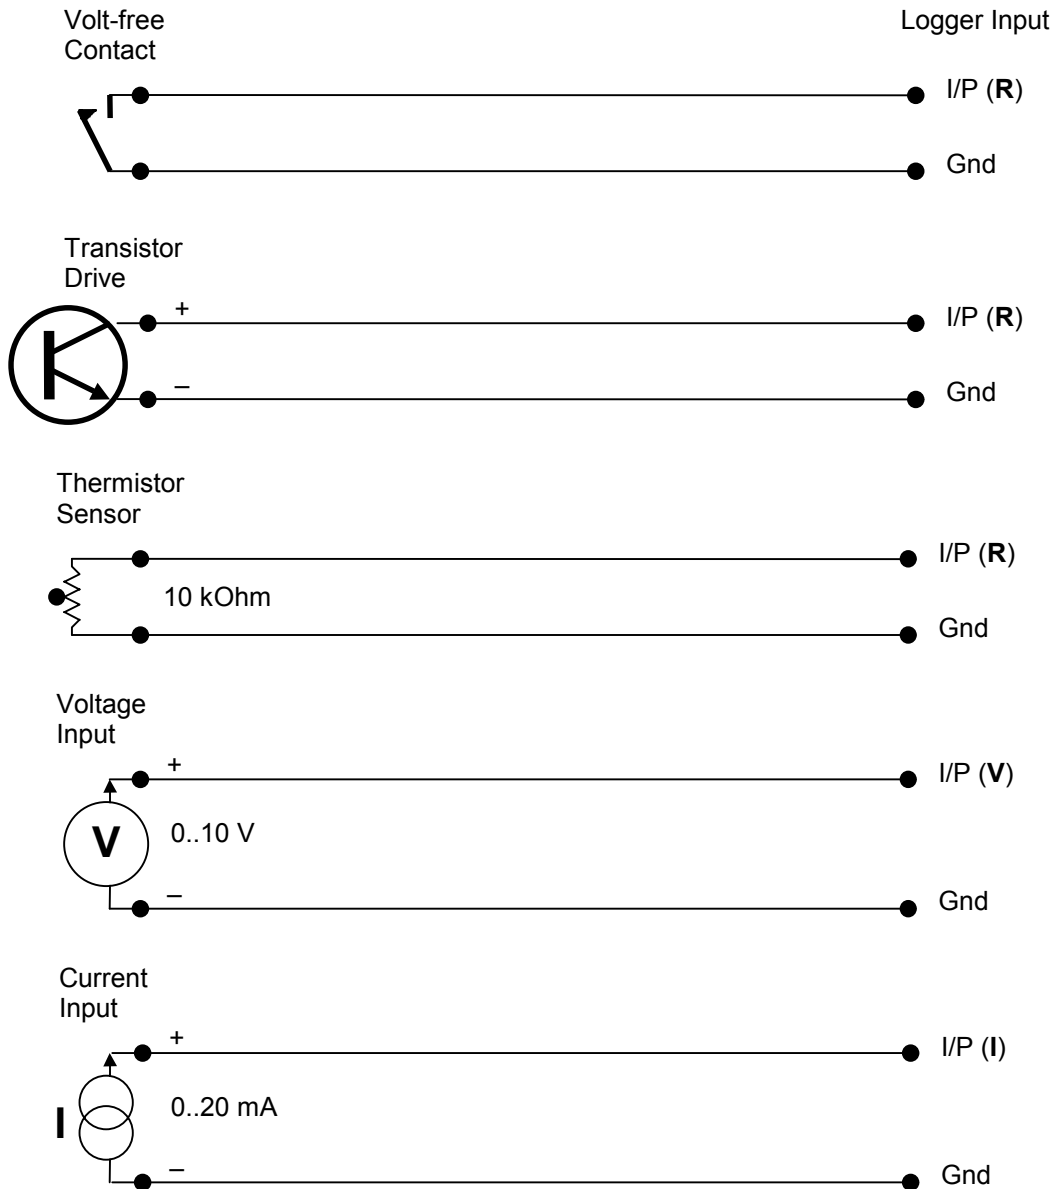 Volt-free
Contact
Logger Input
I/P (R)
Gnd
Transistor
Drive
+
I/P (R)
–
Gnd
Thermistor
Sensor
I/P (R)
10 kOhm
Gnd
Voltage
Input
+
I/P (V)
V
0..10 V
–
Gnd
Current
Input
+
I/P (I)
I
0..20 mA
–
Gnd